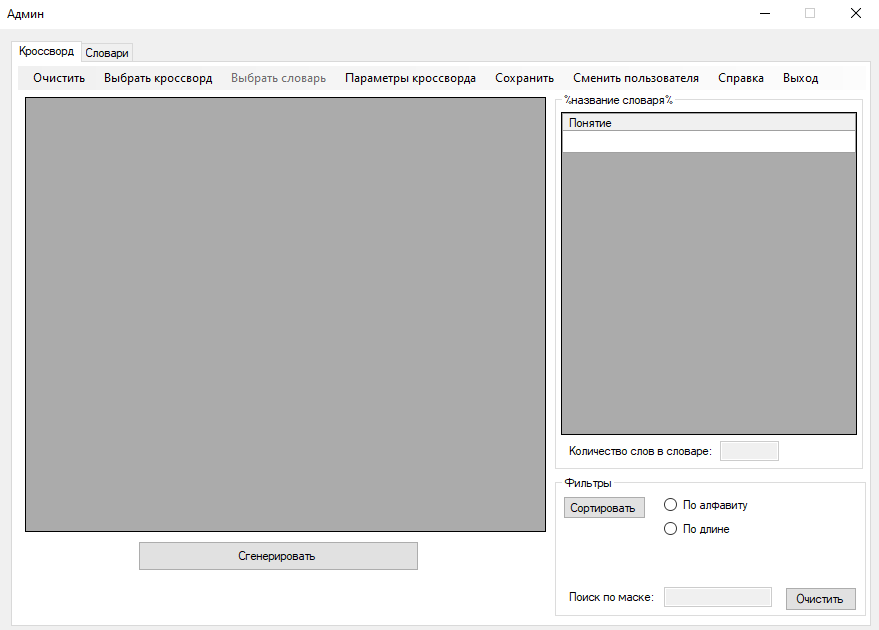 Админ
Кроссворд Словари
Очистить Выбрать кроссворд Выбрать словарь Параметры кроссворда Сохранить Сменить пользователя Справка Выход
%название словаря%
Понятие
Количество слов в словаре:
Фильтры
Сортировать По алфавиту
По длине
Сгенерировать
Поиск по маске: Очистить